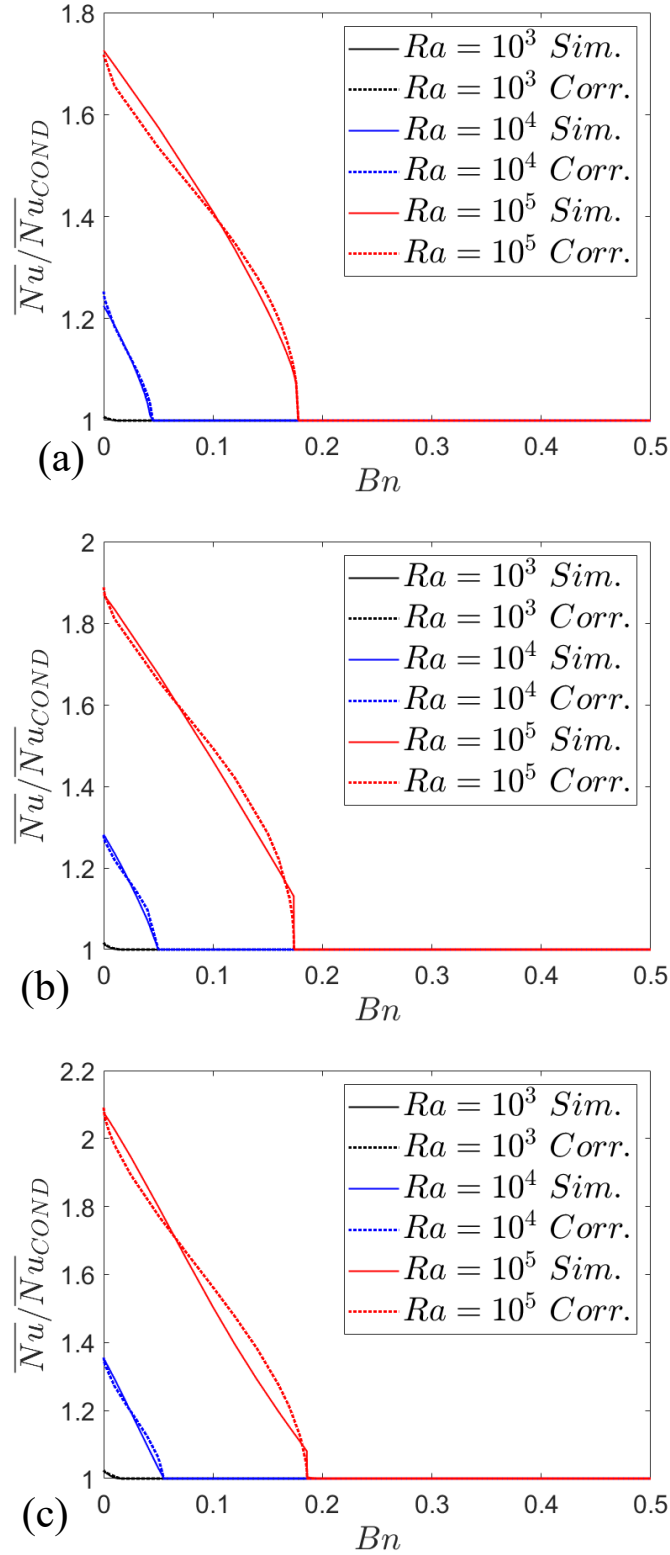 1.8
1.6
1.4
1.2
1
0 0.1 0.2 0.3 0.4 0.5
Nu/Nu_COND
Bn
Ra = 10^3 Sim.
Ra = 10^3 Corr.
Ra = 10^4 Sim.
Ra = 10^4 Corr.
Ra = 10^5 Sim.
Ra = 10^5 Corr.
(a)
2
1.8
1.6
1.4
1.2
1
0 0.1 0.2 0.3 0.4 0.5
Nu/Nu_COND
Bn
Ra = 10^3 Sim.
Ra = 10^3 Corr.
Ra = 10^4 Sim.
Ra = 10^4 Corr.
Ra = 10^5 Sim.
Ra = 10^5 Corr.
(b)
2.2
2
1.8
1.6
1.4
1.2
1
0 0.1 0.2 0.3 0.4 0.5
Nu/Nu_COND
Bn
Ra = 10^3 Sim.
Ra = 10^3 Corr.
Ra = 10^4 Sim.
Ra = 10^4 Corr.
Ra = 10^5 Sim.
Ra = 10^5 Corr.
(c)